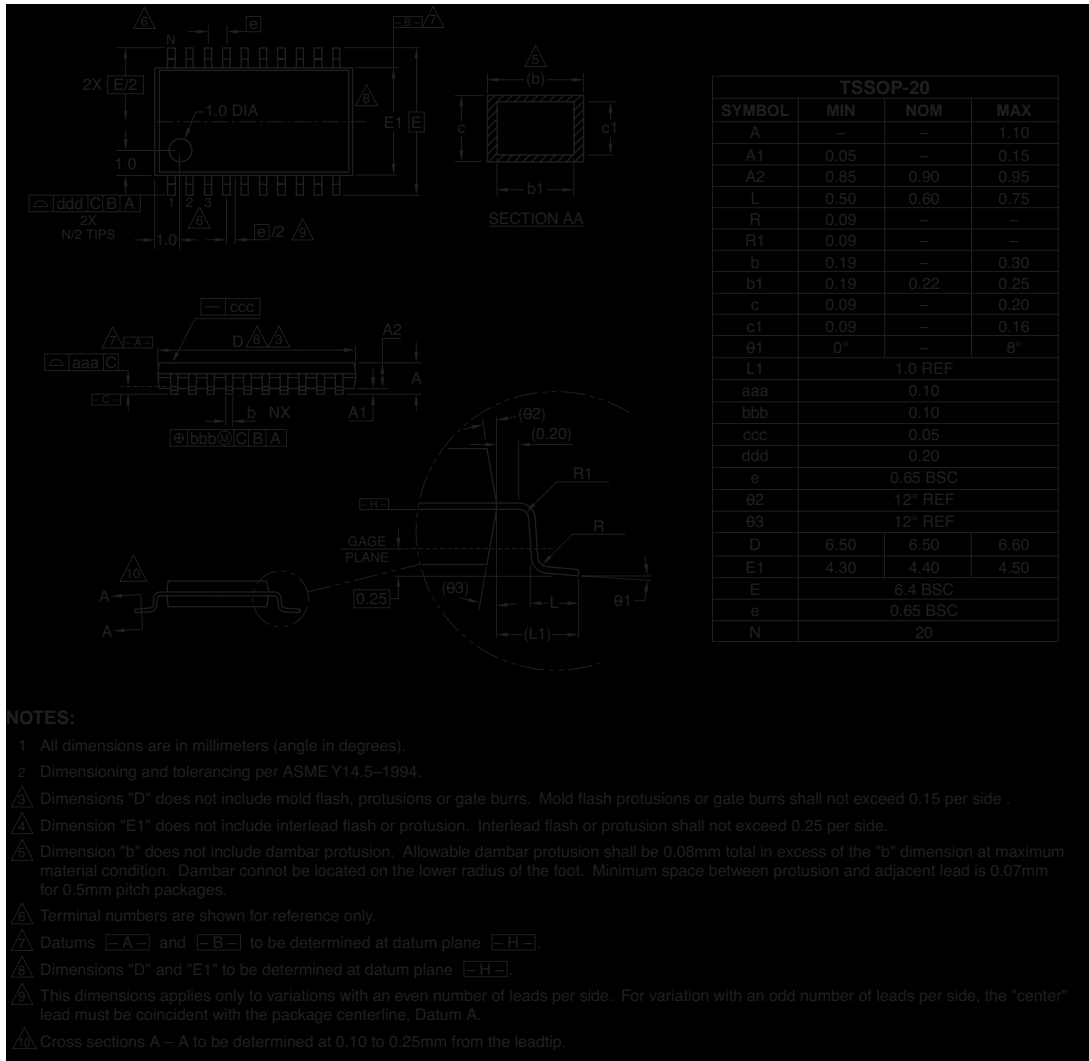 6
N
e
– B –
7
2X E/2
1.0 DIA
8
E1
E
1.0
ddd C B A
2X
N/2 TIPS
1 2 3
6
1.0
e /2
9
5
(b)
c
c1
b1
SECTION AA
ccc
7
– A –
D
8
3
A2
aaa C
A
– C –
b NX
A1
bbb M C B A
(θ2)
(0.20)
R1
– H –
R
GAGE
PLANE
10
A
A
0.25
(θ3)
L
θ1
(L1)
TSSOP-20
SYMBOL MIN NOM MAX
A – – 1.10
A1 0.05 – 0.15
A2 0.85 0.90 0.95
L 0.50 0.60 0.75
R 0.09 – –
R1 0.09 – –
b 0.19 – 0.30
b1 0.19 0.22 0.25
c 0.09 – 0.20
c1 0.09 – 0.16
θ1 0° – 8°
L1 1.0 REF
aaa 0.10
bbb 0.10
ccc 0.05
ddd 0.20
e 0.65 BSC
θ2 12° REF
θ3 12° REF
D 6.50 6.50 6.60
E1 4.30 4.40 4.50
E 6.4 BSC
e 0.65 BSC
N 20
NOTES:
1 All dimensions are in millimeters (angle in degrees).
2 Dimensioning and tolerancing per ASME Y14.5–1994.
3 Dimensions "D" does not include mold flash, protusions or gate burrs. Mold flash protusions or gate burrs shall not exceed 0.15 per side .
4 Dimension "E1" does not include interlead flash or protusion. Interlead flash or protusion shall not exceed 0.25 per side.
5 Dimension "b" does not include dambar protusion. Allowable dambar protusion shall be 0.08mm total in excess of the "b" dimension at maximum
material condition. Dambar connot be located on the lower radius of the foot. Minimum space between protusion and adjacent lead is 0.07mm
for 0.5mm pitch packages.
6 Terminal numbers are shown for reference only.
7 Datums – A – and – B – to be determined at datum plane – H – .
8 Dimensions "D" and "E1" to be determined at datum plane – H – .
9 This dimensions applies only to variations with an even number of leads per side. For variation with an odd number of leads per side, the "center"
lead must be coincident with the package centerline, Datum A.
10 Cross sections A – A to be determined at 0.10 to 0.25mm from the leadtip.